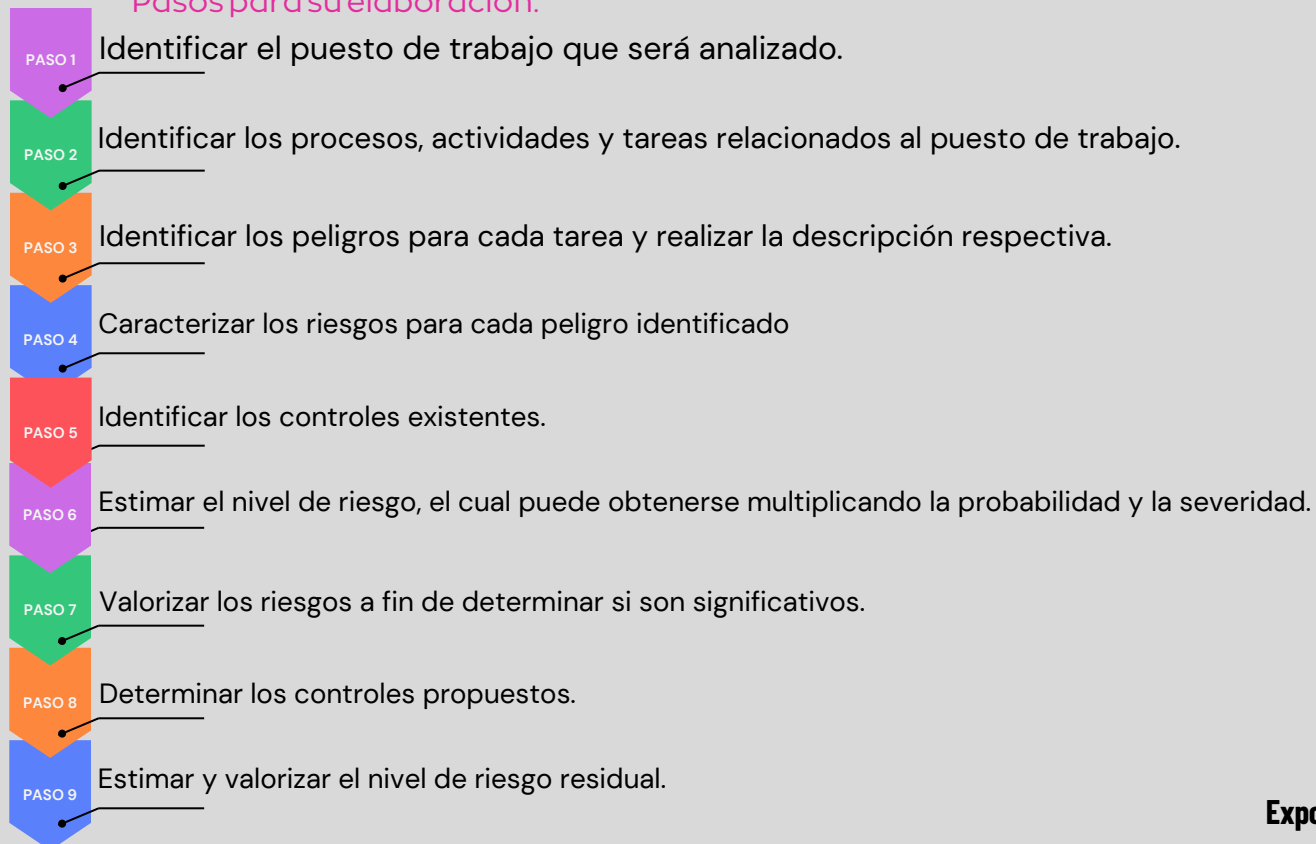 Pasos para su elaboración:
PASO 1
Identificar el puesto de trabajo que será analizado.
PASO 2
Identificar los procesos, actividades y tareas relacionados al puesto de trabajo.
PASO 3
Identificar los peligros para cada tarea y realizar la descripción respectiva.
PASO 4
Caracterizar los riesgos para cada peligro identificado
PASO 5
Identificar los controles existentes.
PASO 6
Estimar el nivel de riesgo, el cual puede obtenerse multiplicando la probabilidad y la severidad.
PASO 7
Valorizar los riesgos a fin de determinar si son significativos.
PASO 8
Determinar los controles propuestos.
PASO 9
Estimar y valorizar el nivel de riesgo residual.